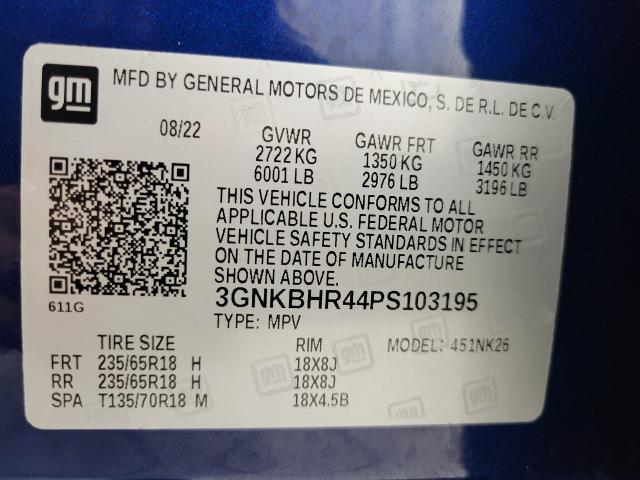 gm
MFD BY GENERAL MOTORS DE MEXICO, S. DE R.L. DE C.V.
08/22
GVWR GAWR FRT GAWR RR
2722 KG 1350 KG 1450 KG
6001 LB 2976 LB 3196 LB
THIS VEHICLE CONFORMS TO ALL
APPLICABLE U.S. FEDERAL MOTOR
VEHICLE SAFETY STANDARDS IN EFFECT
ON THE DATE OF MANUFACTURE
SHOWN ABOVE.
611G
3GNKBHR44PS103195
TYPE: MPV
TIRE SIZE RIM MODEL: 451NK26
FRT 235/65R18 H 18X8J
RR 235/65R18 H 18X8J
SPA T135/70R18 M 18X4.5B